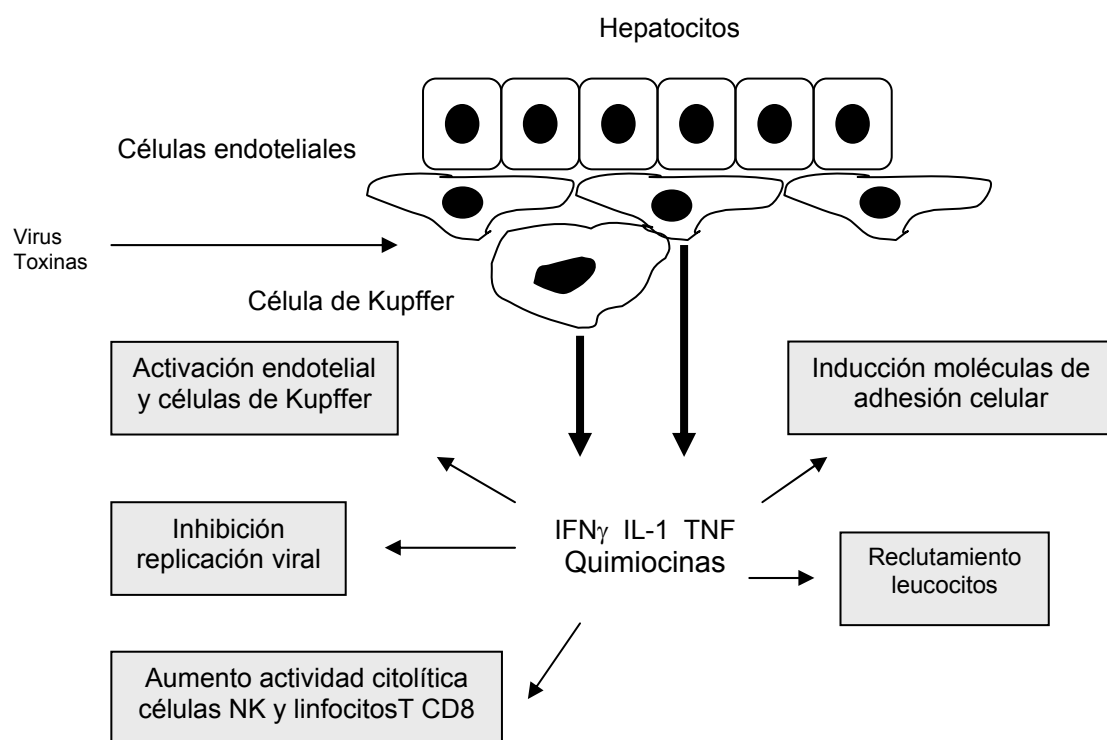 Hepatocitos
Células endoteliales
Virus
Toxinas
Célula de Kupffer
Activación endotelial
y células de Kupffer
Inducción moléculas de
adhesión celular
Inhibición
replicación viral
IFNγ IL-1 TNF
Quimiocinas
Reclutamiento
leucocitos
Aumento actividad citolítica
células NK y linfocitosT CD8